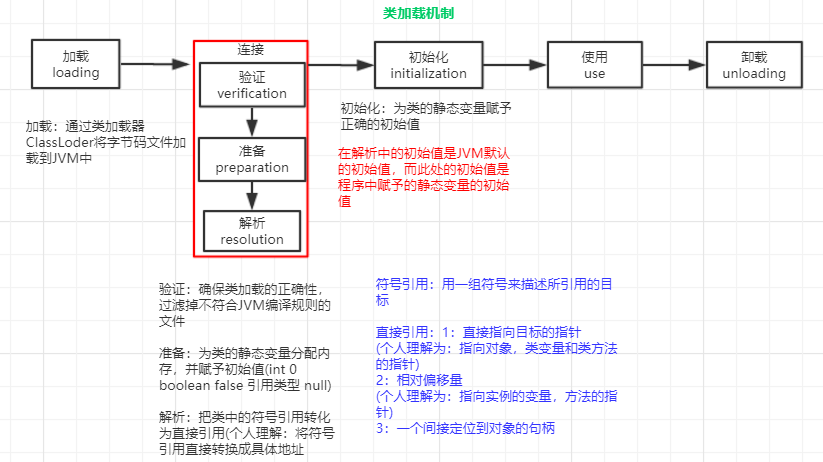 类加载机制
加载
loading
连接
验证
verification
准备
preparation
解析
resolution
初始化
initialization
使用
use
卸载
unloading
加载：通过类加载器
ClassLoder将字节码文件加
载到JVM中
初始化：为类的静态变量赋予
正确的初始值
在解析中的初始值是JVM默认
的初始值，而此处的初始值是
程序中赋予的静态变量的初始
值
验证：确保类加载的正确性，
过滤掉不符合JVM编译规则的
文件
准备：为类的静态变量分配内
存，并赋予初始值(int 0
boolean false 引用类型 null)
解析：把类中的符号引用转化
为直接引用(个人理解：将符号
引用直接转换成具体地址
符号引用：用一组符号来描述所引用的目
标
直接引用：1：直接指向目标的指针
(个人理解为：指向对象，类变量和类方法
的指针)
2：相对偏移量
(个人理解为：指向实例的变量，方法的指
针)
3：一个间接定位到对象的句柄